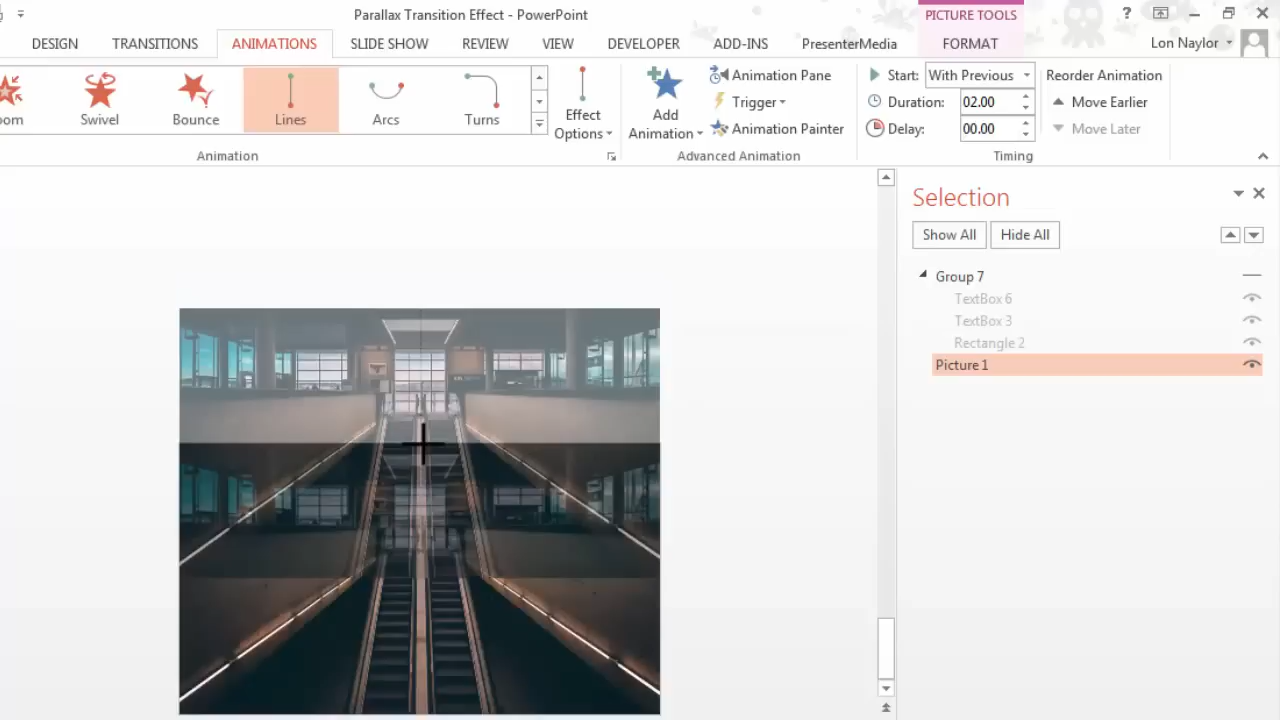 Parallax Transition Effect - PowerPoint
PICTURE TOOLS
?
DESIGN TRANSITIONS ANIMATIONS SLIDE SHOW REVIEW VIEW DEVELOPER ADD-INS PresenterMedia FORMAT Lon Naylor
Swivel Bounce Lines Arcs Turns
Effect Options
Add Animation
Animation Pane
Trigger
Animation Painter
Start: With Previous
Duration: 02.00
Delay: 00.00
Reorder Animation
Move Earlier
Move Later
Animation Advanced Animation Timing
Selection
Show All Hide All
Group 7
TextBox 6
TextBox 3
Rectangle 2
Picture 1